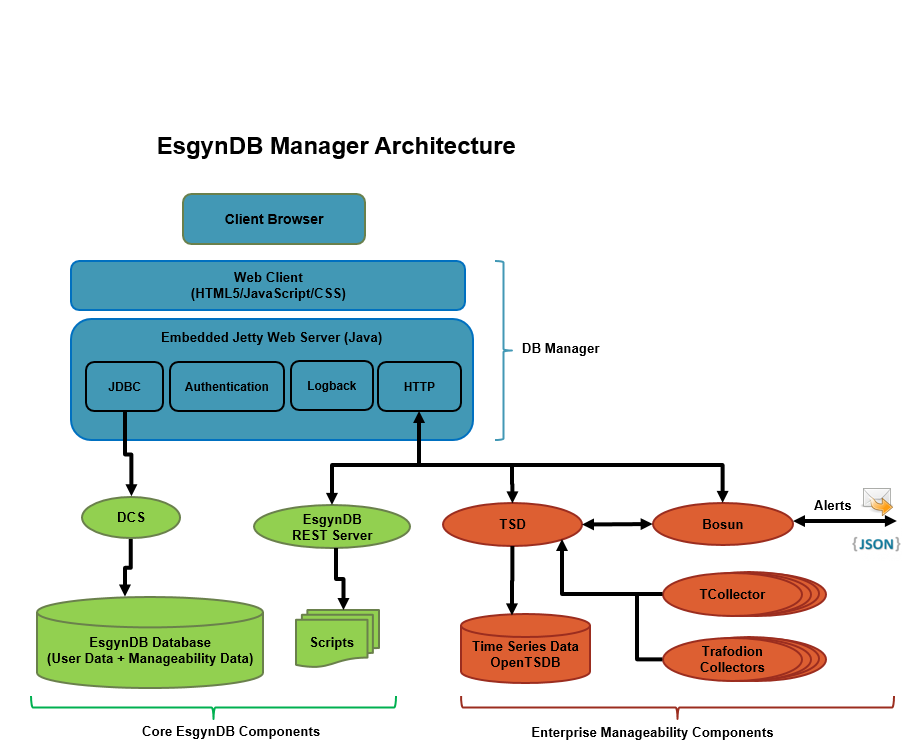 EsgynDB Manager Architecture
Client Browser
Web Client
(HTML5/JavaScript/CSS)
Embedded Jetty Web Server (Java)
JDBC
Authentication
Logback
HTTP
DB Manager
DCS
EsgynDB
REST Server
TSD
Bosun
Alerts
{JSON}
TCollector
EsgynDB Database
(User Data + Manageability Data)
Scripts
Time Series Data
OpenTSDB
Trafodion
Collectors
Core EsgynDB Components
Enterprise Manageability Components